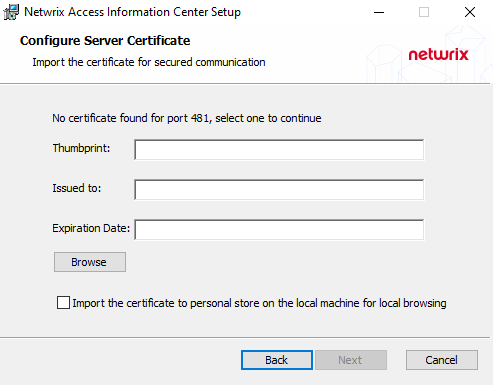 Netwrix Access Information Center Setup
Configure Server Certificate
Import the certificate for secured communication
netwrix
No certificate found for port 481, select one to continue
Thumbprint:
Issued to:
Expiration Date:
Browse
Import the certificate to personal store on the local machine for local browsing
Back
Next
Cancel